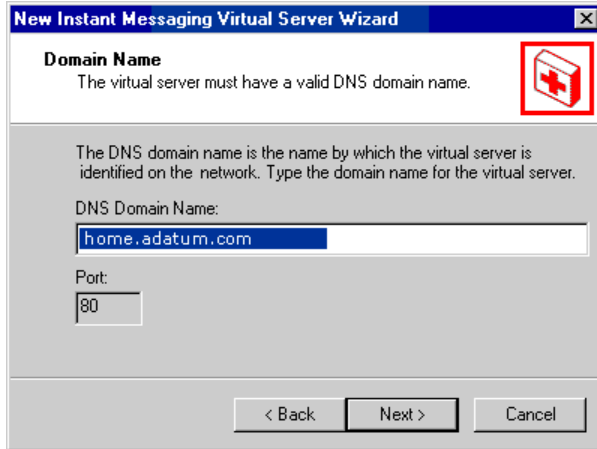 New Instant Messaging Virtual Server Wizard
Domain Name
The virtual server must have a valid DNS domain name.
The DNS domain name is the name by which the virtual server is
identified on the network. Type the domain name for the virtual server.
DNS Domain Name:
home.adatum.com
Port:
80
< Back Next > Cancel